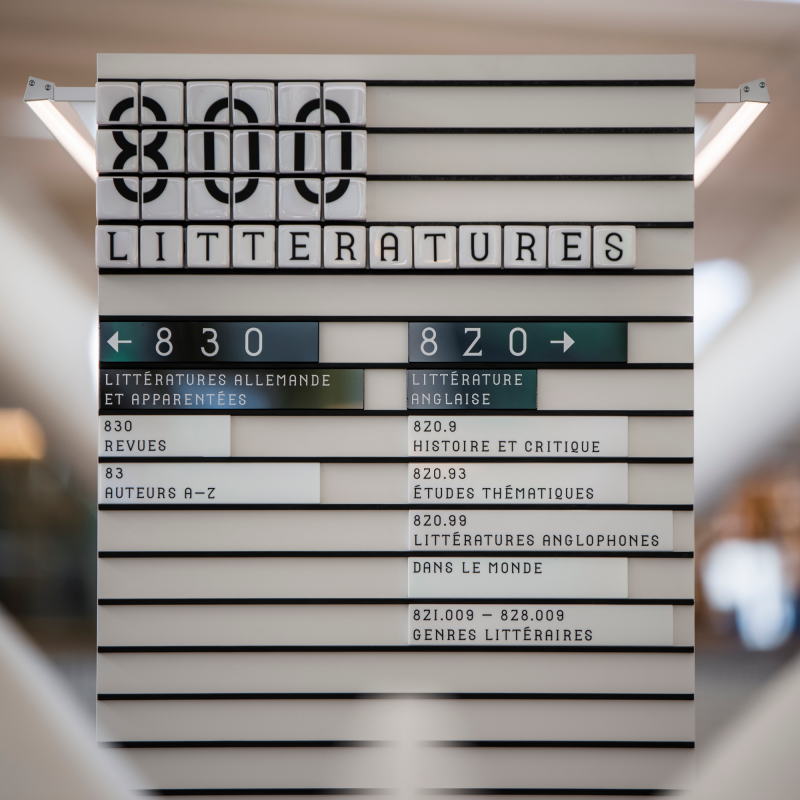 800
LITTERATURES
← 830
LITTÉRATURES ALLEMANDE
ET APPARENTÉES
830
REVUES
83
AUTEURS A—Z
820 →
LITTÉRATURE
ANGLAISE
820.9
HISTOIRE ET CRITIQUE
820.93
ÉTUDES THÉMATIQUES
820.99
LITTÉRATURES ANGLOPHONES
DANS LE MONDE
821.009 — 828.009
GENRES LITTÉRAIRES